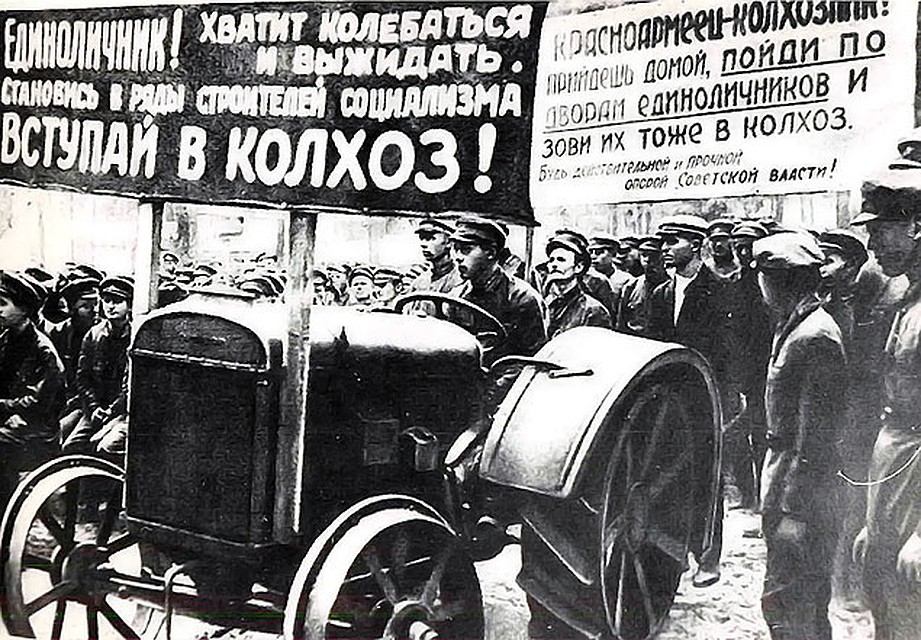 ЕДИНОЛИЧНИК! ХВАТИТ КОЛЕБАТЬСЯ
И ВЫЖИДАТЬ.
СТАНОВИСЬ В РЯДЫ СТРОИТЕЛЕЙ СОЦИАЛИЗМА
ВСТУПАЙ В КОЛХОЗ!
КРАСНОАРМЕЕЦ-КОЛХОЗНИК!
ПРИЙДЕШЬ ДОМОЙ, ПОЙДИ ПО
ДВОРАМ ЕДИНОЛИЧНИКОВ И
ЗОВИ ИХ ТОЖЕ В КОЛХОЗ.
БУДЬ ДЕЙСТВИТЕЛЬНОЙ И ПРОЧНОЙ
ОПОРОЙ СОВЕТСКОЙ ВЛАСТИ!